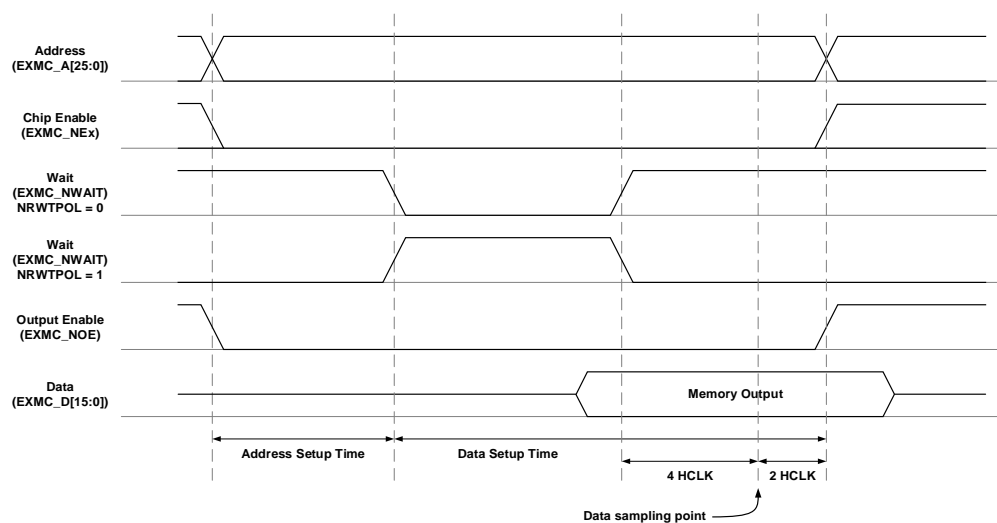 Address
(EXMC_A[25:0])
Chip Enable
(EXMC_NEx)
Wait
(EXMC_NWAIT)
NRWTPOL = 0
Wait
(EXMC_NWAIT)
NRWTPOL = 1
Output Enable
(EXMC_NOE)
Data
(EXMC_D[15:0])
Memory Output
Address Setup Time
Data Setup Time
4 HCLK
2 HCLK
Data sampling point